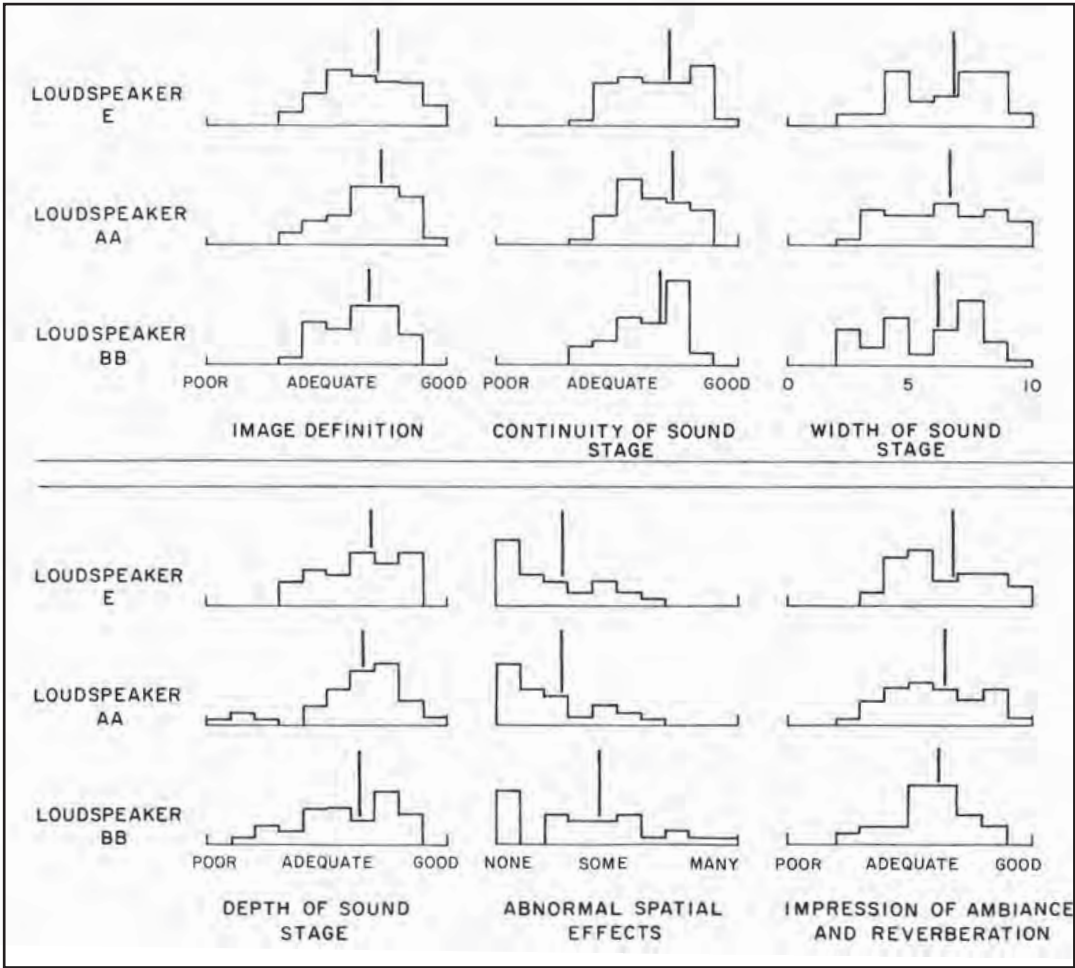 LOUDSPEAKER
E
LOUDSPEAKER
AA
LOUDSPEAKER
BB
POOR ADEQUATE GOOD POOR ADEQUATE GOOD 0 5 10
IMAGE DEFINITION CONTINUITY OF SOUND WIDTH OF SOUND
STAGE STAGE
LOUDSPEAKER
E
LOUDSPEAKER
AA
LOUDSPEAKER
BB
POOR ADEQUATE GOOD NONE SOME MANY POOR ADEQUATE GOOD
DEPTH OF SOUND ABNORMAL SPATIAL IMPRESSION OF AMBIANCE
STAGE EFFECTS AND REVERBERATION